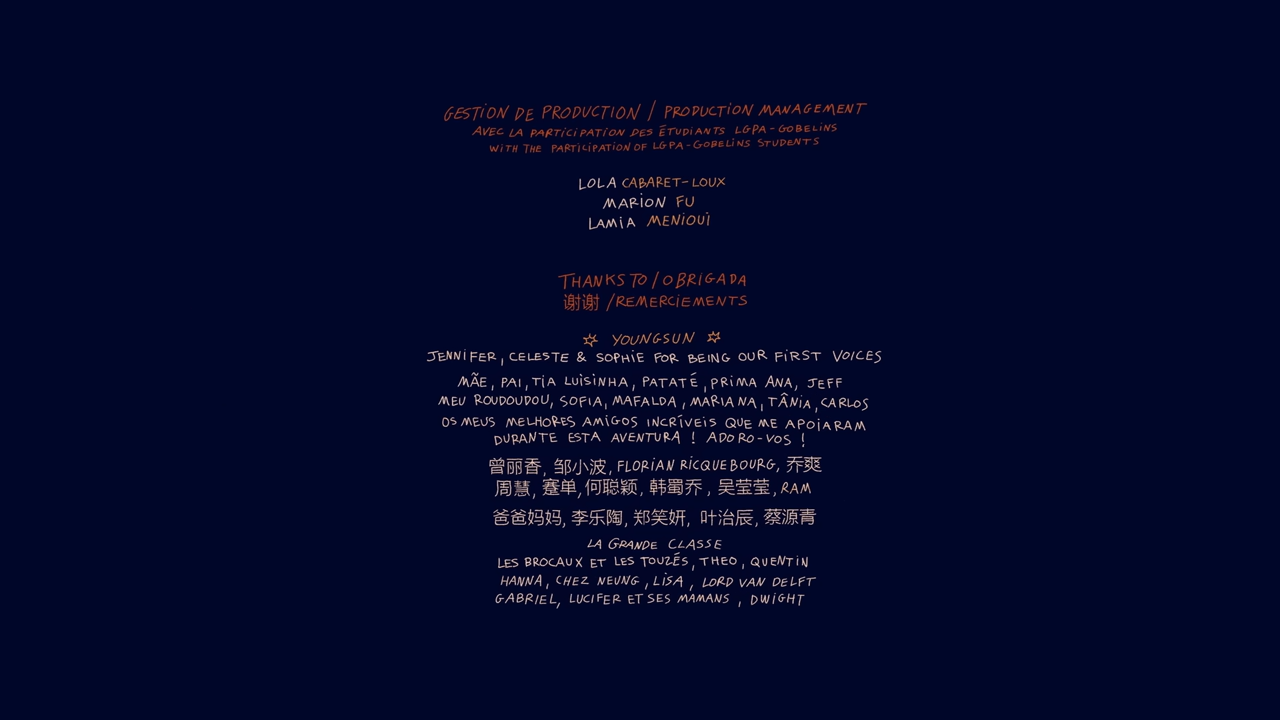 GESTION DE PRODUCTION / PRODUCTION MANAGEMENT
AVEC LA PARTICIPATION DES ÉTUDIANTS LGPA-GOBELINS
WITH THE PARTICIPATION OF LGPA-GOBELINS STUDENTS
LOLA CABARET-LOUX
MARION FU
LAMIA MENIOUI
THANKS TO / OBRIGADA
谢谢 / REMERCIEMENTS
☆ YOUNGSUN ☆
JENNIFER, CELESTE & SOPHIE FOR BEING OUR FIRST VOICES
MÃE, PAI, TIA LUISINHA, PATATÉ, PRIMA ANA, JEFF
MEU ROUDOUDOU, SOFIA, MAFALDA, MARIANA, TÂNIA, CARLOS
OS MEUS MELHORES AMIGOS INCRÍVEIS QUE ME APOIARAM
DURANTE ESTA AVENTURA ! ADORO-VOS !
曾丽香, 邹小波, FLORIAN RICQUEBOURG, 乔爽
周慧, 蹇单, 何聪颖, 韩蜀乔, 吴莹莹, RAM
爸爸妈妈, 李乐陶, 郑笑妍, 叶治辰, 蔡源青
LA GRANDE CLASSE
LES BROCAUX ET LES TOUZÉS, THEO, QUENTIN
HANNA, CHEZ NEUNG, LISA, LORD VAN DELFT
GABRIEL, LUCIFER ET SES MAMANS, DWIGHT